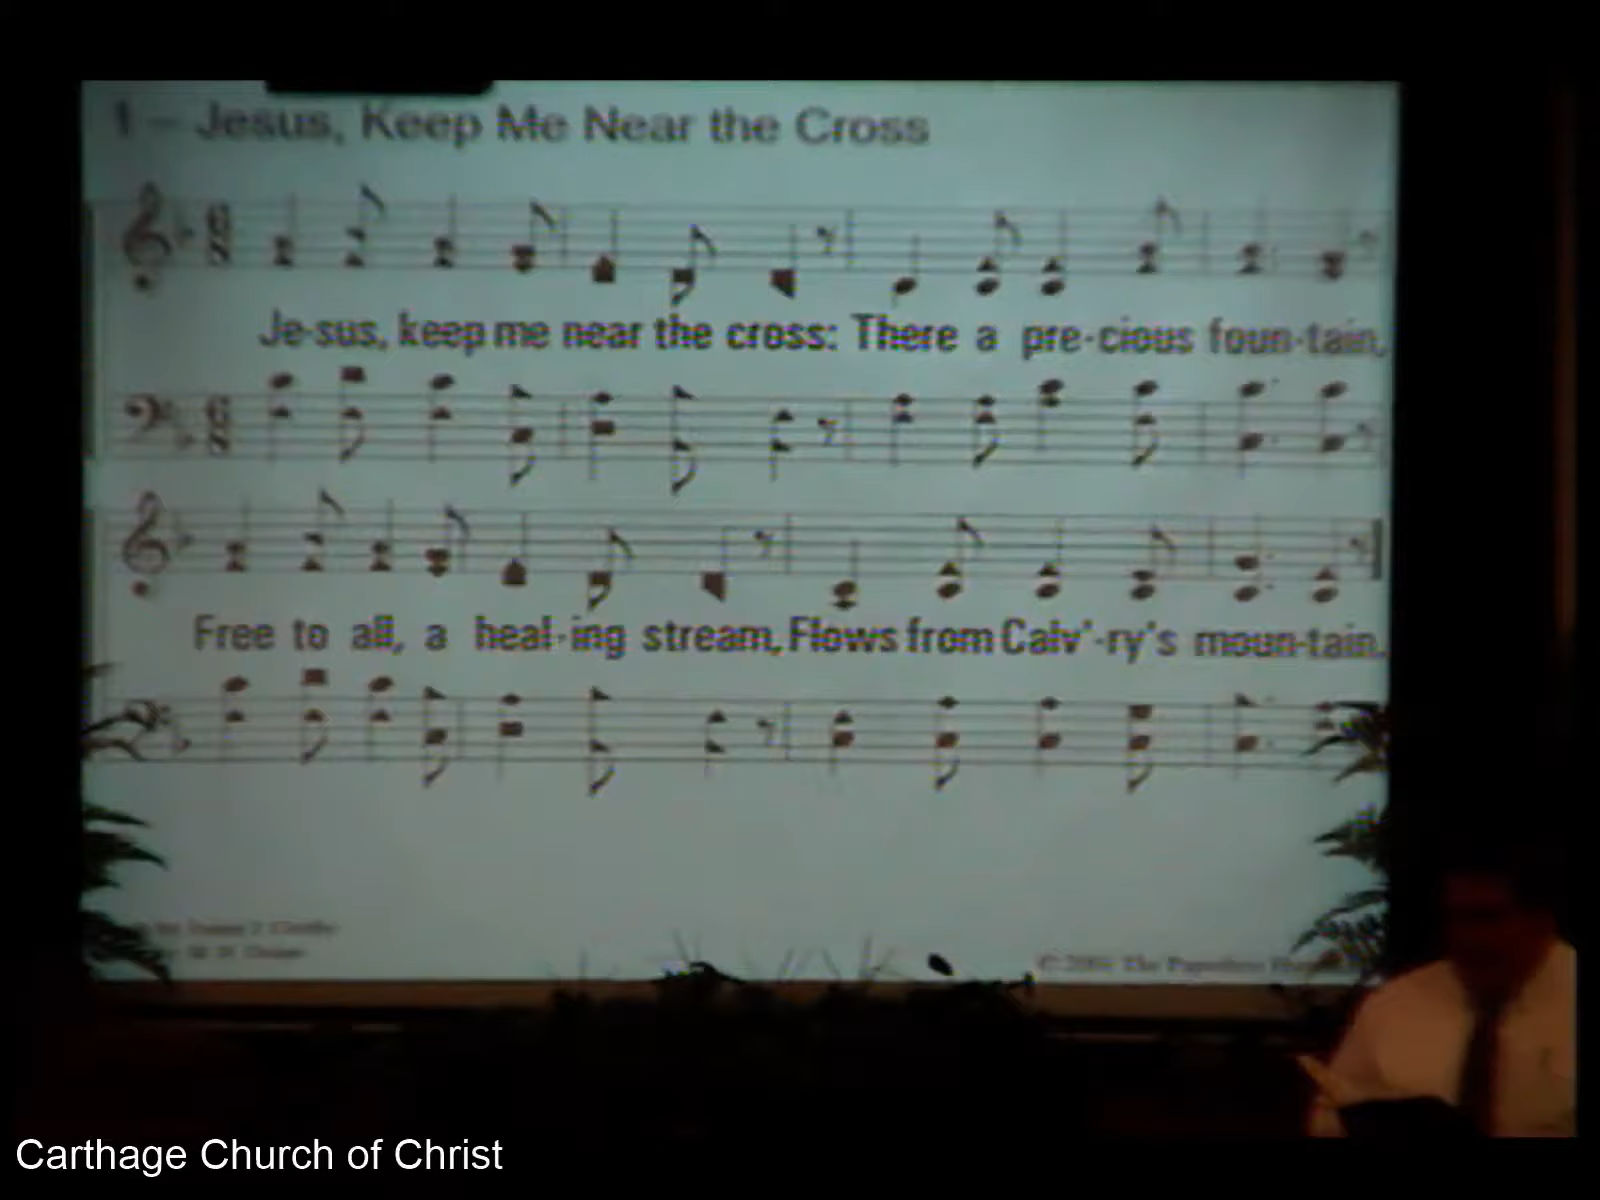 1 – Jesus, Keep Me Near the Cross
Je-sus, keep me near the cross: There a pre-cious foun-tain,
Free to all, a heal-ing stream, Flows from Calv'-ry's moun-tain.
The
Carthage Church of Christ